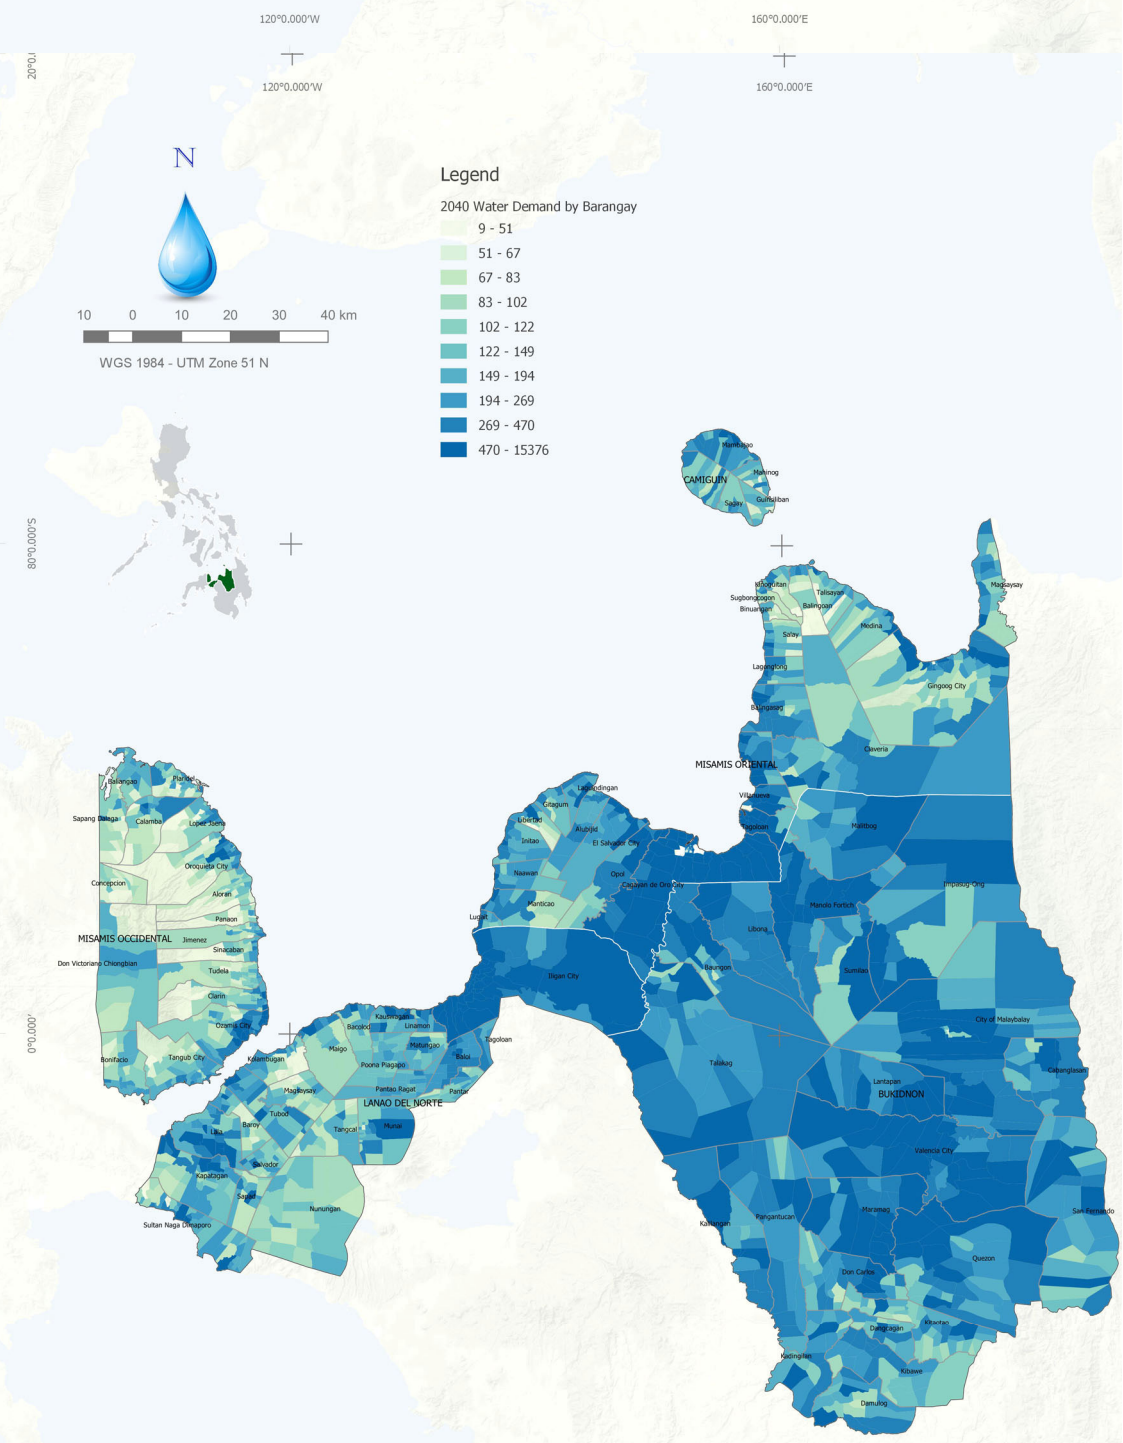 120°0.000'W
160°0.000'E
20°0.
120°0.000'W
160°0.000'E
N
Legend
2040 Water Demand by Barangay
9 - 51
51 - 67
67 - 83
83 - 102
102 - 122
122 - 149
149 - 194
194 - 269
269 - 470
470 - 15376
10 0 10 20 30 40 km
WGS 1984 - UTM Zone 51 N
80°0.000'S
0°0.000'
Mambajao
Mahinog
CAMIGUIN
Guinsiliban
Sagay
Magsaysay
Kinoguitan
Talisayan
Sugbongcogon
Balingoan
Binuangan
Medina
Salay
Lagonglong
Gingoog City
Balingasag
Claveria
MISAMIS ORIENTAL
Villanueva
Tagoloan
Malitbog
Baliangao
Plaridel
Sapang Dalaga
Calamba
Lopez Jaena
Oroquieta City
Concepcion
Aloran
Panaon
MISAMIS OCCIDENTAL
Jimenez
Sinacaban
Don Victoriano Chiongbian
Tudela
Clarin
Ozamis City
Bonifacio
Tangub City
Laguindingan
Gitagum
Libertad
Alubijid
Initao
El Salvador City
Naawan
Opol
Cagayan de Oro City
Manticao
Lugait
Iligan City
Impasug-Ong
Manolo Fortich
Libona
Baungon
Sumilao
City of Malaybalay
Talakag
Cabanglasan
Lantapan
BUKIDNON
Valencia City
San Fernando
Kalilangan
Pangantucan
Maramag
Quezon
Don Carlos
Dangcagan
Kitaotao
Kadingilan
Kibawe
Damulog
Kauswagan
Bacolod
Linamon
Tagoloan
Maigo
Matungao
Kolambugan
Baloi
Poona Piagapo
Magsaysay
Pantao Ragat
Pantar
LANAO DEL NORTE
Tubod
Baroy
Tangcal
Munai
Lala
Salvador
Kapatagan
Sapad
Nunungan
Sultan Naga Dimaporo